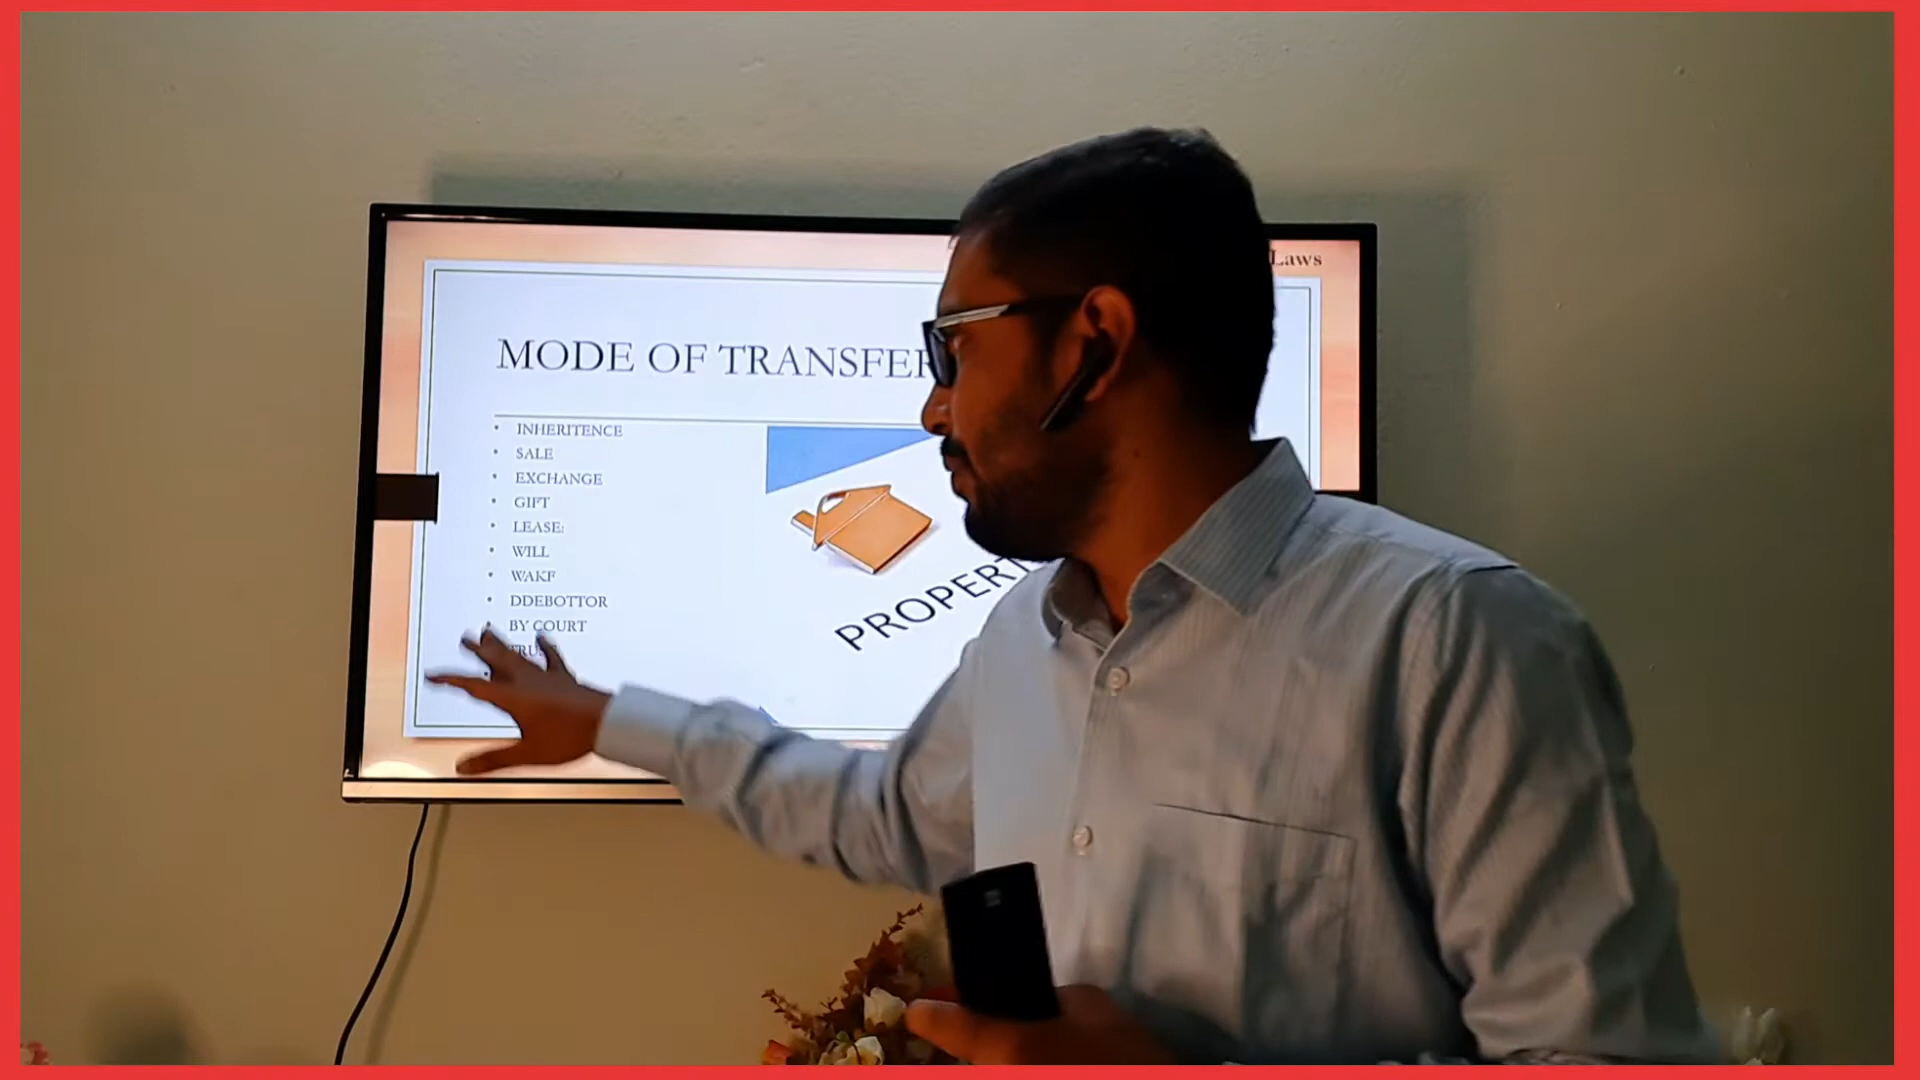 Laws
MODE OF TRANSFER
INHERITENCE
SALE
EXCHANGE
GIFT
LEASE:
WILL
WAKF
DDEBOTTOR
BY COURT
PROPERT